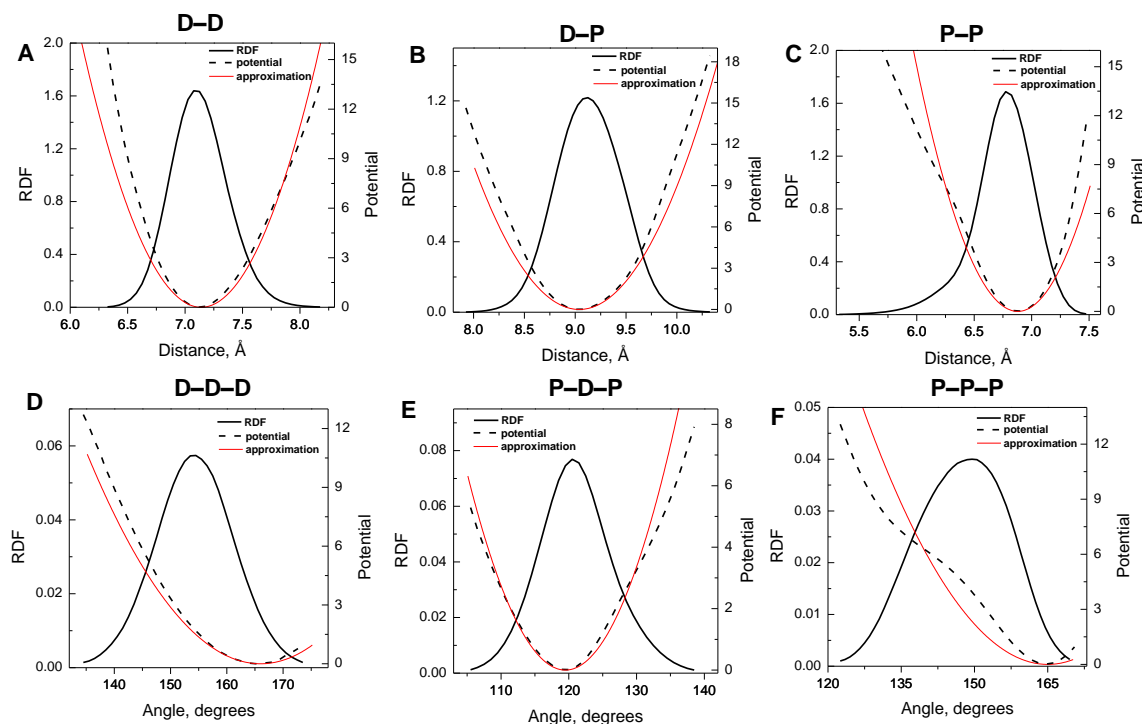 D–D
A
2.0
1.6
1.2
0.8
0.4
0.0
RDF
15
12
9
6
3
0
Potential
RDF
potential
approximation
6.0 6.5 7.0 7.5 8.0
Distance, Å
D–P
B
1.2
0.8
0.4
0.0
RDF
18
15
12
9
6
3
0
Potential
RDF
potential
approximation
8.0 8.5 9.0 9.5 10.0
Distance, Å
P–P
C
2.0
1.6
1.2
0.8
0.4
0.0
RDF
15
12
9
6
3
0
Potential
RDF
potential
approximation
5.5 6.0 6.5 7.0 7.5
Distance, Å
D–D–D
D
0.06
0.04
0.02
0.00
RDF
12
9
6
3
0
Potential
RDF
potential
approximation
140 150 160 170
Angle, degrees
P–D–P
E
0.08
0.06
0.04
0.02
0.00
RDF
8
6
4
2
0
Potential
RDF
potential
approximation
110 120 130 140
Angle, degrees
P–P–P
F
0.05
0.04
0.03
0.02
0.01
0.00
RDF
12
9
6
3
0
Potential
RDF
potential
approximation
120 135 150 165
Angle, degrees